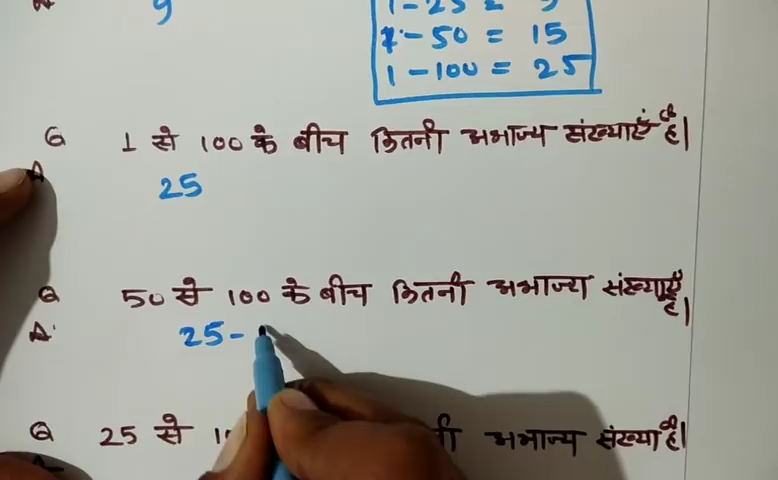 9
1 - 25 = 9
1 - 50 = 15
1 - 100 = 25
Q 1 से 100 के बीच कितनी अभाज्य संख्याएँ है।
A 25
Q 50 से 100 के बीच कितनी अभाज्य संख्याएँ है।
A. 25 -
Q 25 से अभाज्य संख्या है।